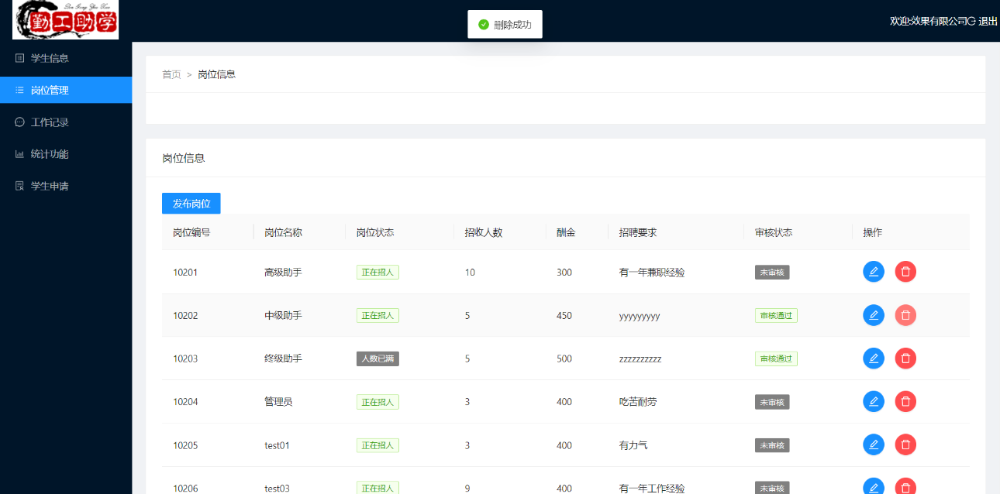 勤工助学
删除成功
欢迎:效果有限公司 退出
学生信息
岗位管理
工作记录
统计功能
学生申请
首页 > 岗位信息
岗位信息
发布岗位
岗位编号 岗位名称 岗位状态 招收人数 酬金 招聘要求 审核状态 操作
10201 高级助手 正在招人 10 300 有一年兼职经验 未审核
10202 中级助手 正在招人 5 450 yyyyyyyyy 审核通过
10203 终级助手 人数已满 5 500 zzzzzzzzzz 审核通过
10204 管理员 正在招人 3 400 吃苦耐劳 未审核
10205 test01 正在招人 3 400 有力气 未审核
10206 test03 正在招人 9 400 有一年工作经验 未审核